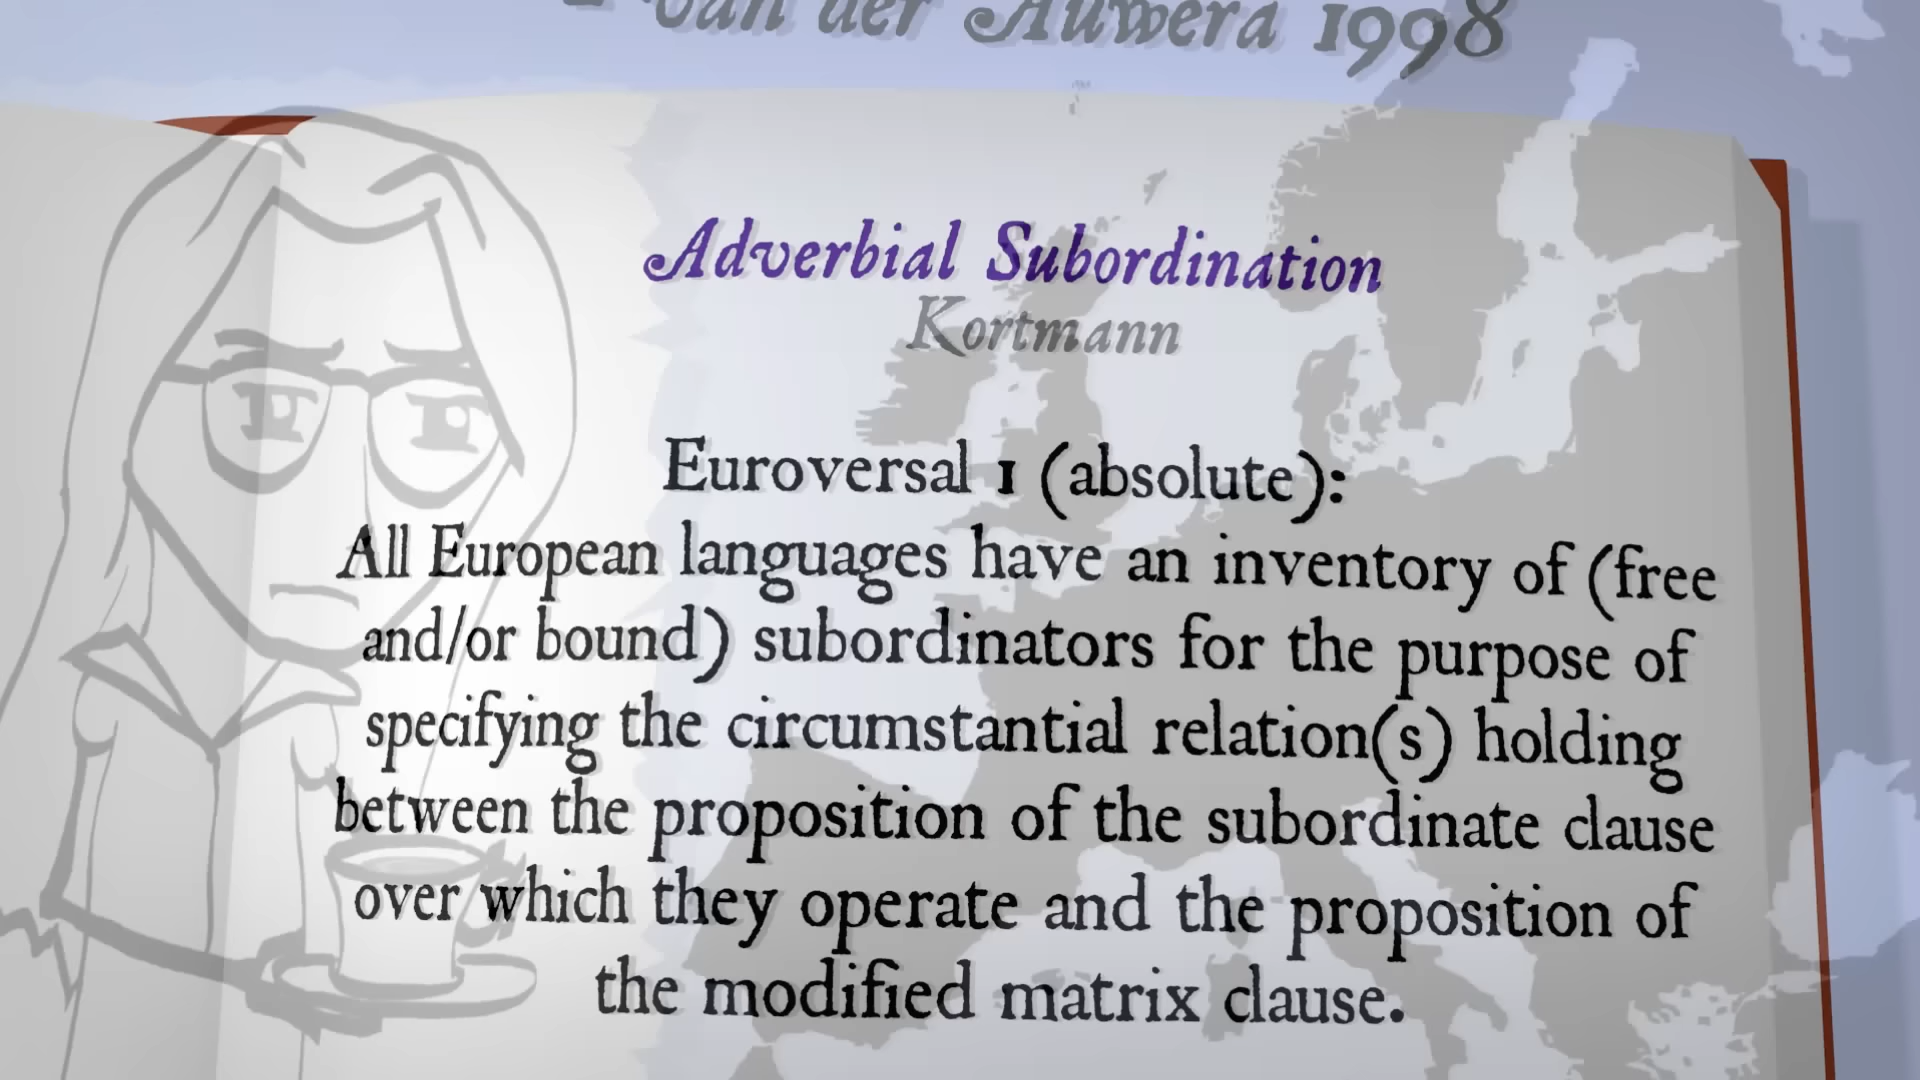 van der Auwera 1998
Adverbial Subordination
Kortmann
Euroversal 1 (absolute):
All European languages have an inventory of (free
and/or bound) subordinators for the purpose of
specifying the circumstantial relation(s) holding
between the proposition of the subordinate clause
over which they operate and the proposition of
the modified matrix clause.